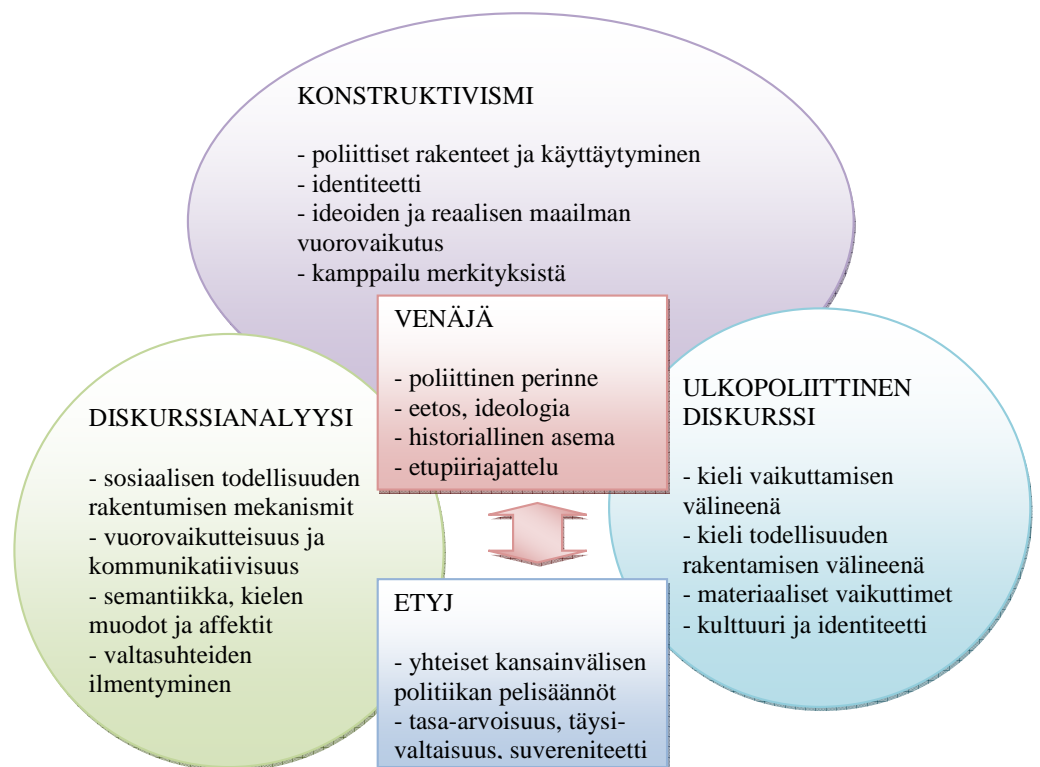 KONSTRUKTIVISMI
- poliittiset rakenteet ja käyttäytyminen
- identiteetti
- ideoiden ja reaalisen maailman
vuorovaikutus
- kamppailu merkityksistä
VENÄJÄ
- poliittinen perinne
- eetos, ideologia
- historiallinen asema
- etupiiriajattelu
DISKURSSIANALYYSI
- sosiaalisen todellisuuden
rakentumisen mekanismit
- vuorovaikutteisuus ja
kommunikatiivisuus
- semantiikka, kielen
muodot ja affektit
- valtasuhteiden
ilmentyminen
ULKOPOLIITTINEN
DISKURSSI
- kieli vaikuttamisen
välineenä
- kieli todellisuuden
rakentamisen välineenä
- materiaaliset vaikuttimet
- kulttuuri ja identiteetti
ETYJ
- yhteiset kansainvälisen
politiikan pelisäännöt
- tasa-arvoisuus, täysi-
valtaisuus, suvereniteetti